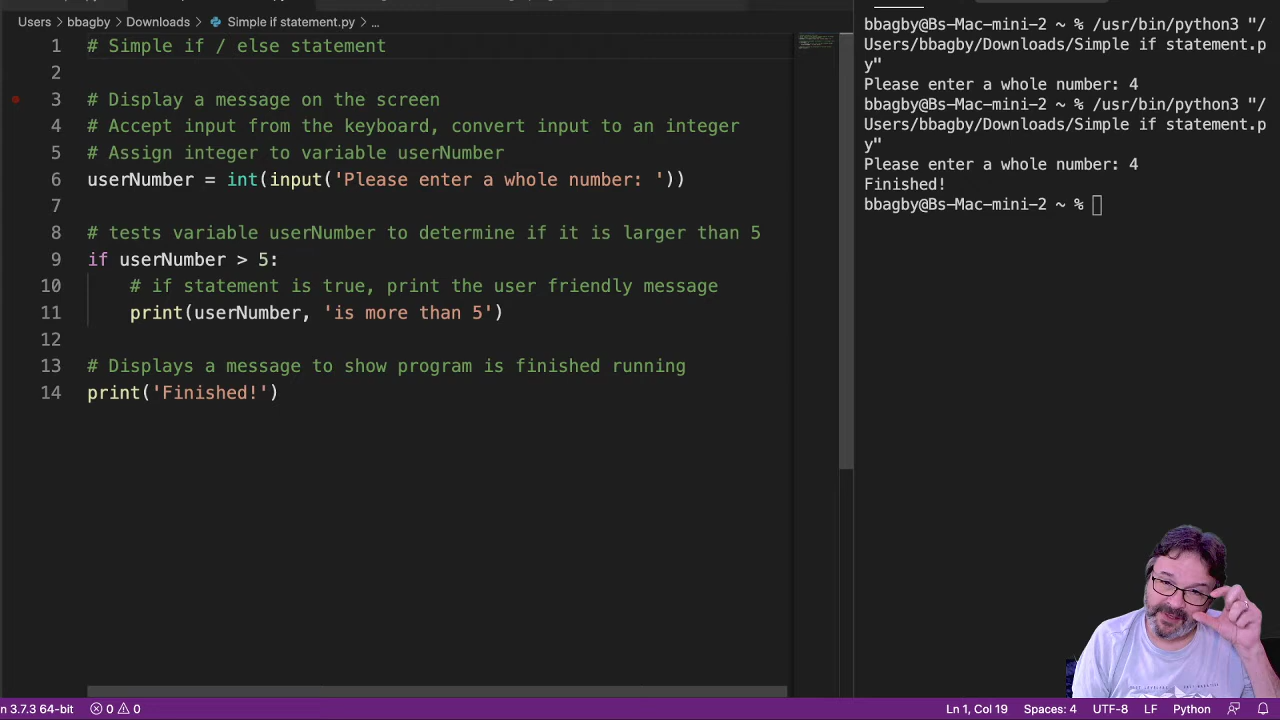 Users > bbagby > Downloads > Simple if statement.py > ...
1 # Simple if / else statement
2
3 # Display a message on the screen
4 # Accept input from the keyboard, convert input to an integer
5 # Assign integer to variable userNumber
6 userNumber = int(input('Please enter a whole number: '))
7
8 # tests variable userNumber to determine if it is larger than 5
9 if userNumber > 5:
10 # if statement is true, print the user friendly message
11 print(userNumber, 'is more than 5')
12
13 # Displays a message to show program is finished running
14 print('Finished!')
bbagby@Bs-Mac-mini-2 ~ % /usr/bin/python3 "/
Users/bbagby/Downloads/Simple if statement.p
y"
Please enter a whole number: 4
bbagby@Bs-Mac-mini-2 ~ % /usr/bin/python3 "/
Users/bbagby/Downloads/Simple if statement.p
y"
Please enter a whole number: 4
Finished!
bbagby@Bs-Mac-mini-2 ~ %
n 3.7.3 64-bit 0 0 Ln 1, Col 19 Spaces: 4 UTF-8 LF Python